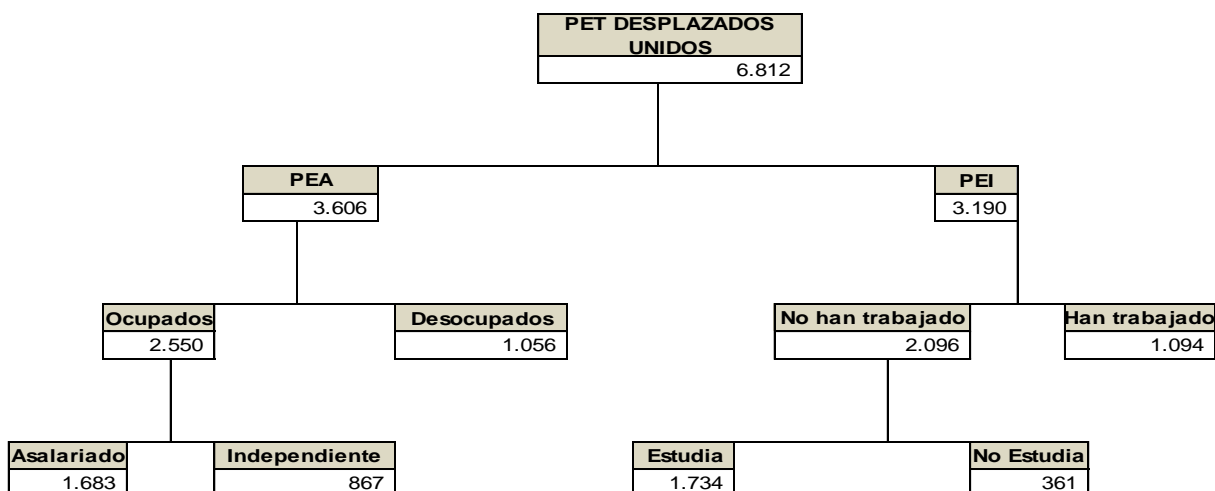 PET DESPLAZADOS
UNIDOS
6.812
PEA
3.606
PEI
3.190
Ocupados
2.550
Desocupados
1.056
No han trabajado
2.096
Han trabajado
1.094
Asalariado
1.683
Independiente
867
Estudia
1.734
No Estudia
361